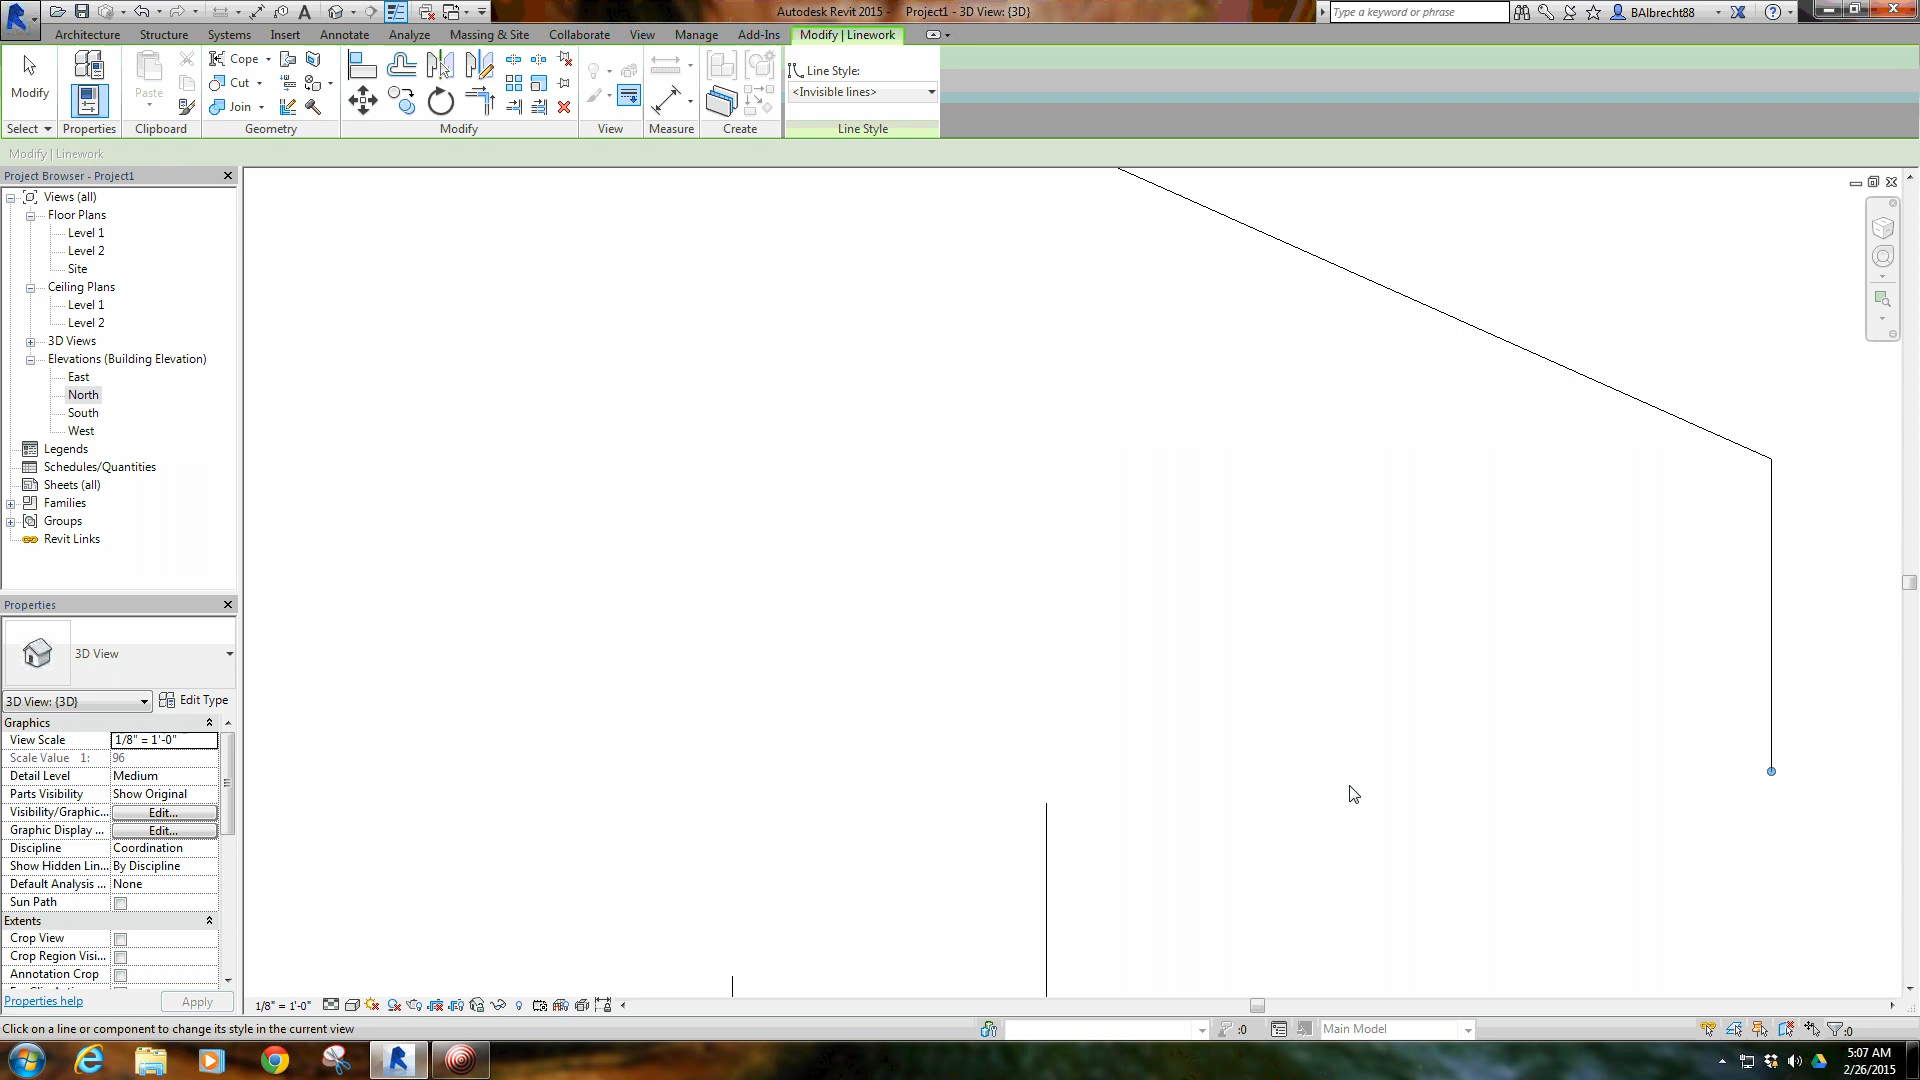 Autodesk Revit 2015 - Project1 - 3D View: {3D}
Type a keyword or phrase
BAlbrecht88
Architecture Structure Systems Insert Annotate Analyze Massing & Site Collaborate View Manage Add-Ins Modify | Linework
Modify
Paste
Cope
Cut
Join
Line Style:
<Invisible lines>
Select Properties Clipboard Geometry Modify View Measure Create Line Style
Modify | Linework
Project Browser - Project1
Views (all)
Floor Plans
Level 1
Level 2
Site
Ceiling Plans
Level 1
Level 2
3D Views
Elevations (Building Elevation)
East
North
South
West
Legends
Schedules/Quantities
Sheets (all)
Families
Groups
Revit Links
Properties
3D View
3D View: {3D} Edit Type
Graphics
View Scale 1/8" = 1'-0"
Scale Value 1: 96
Detail Level Medium
Parts Visibility Show Original
Visibility/Graphic... Edit...
Graphic Display ... Edit...
Discipline Coordination
Show Hidden Lin... By Discipline
Default Analysis ... None
Sun Path
Extents
Crop View
Crop Region Visi...
Annotation Crop
Properties help Apply
1/8" = 1'-0"
Click on a line or component to change its style in the current view
:0
Main Model
:0
5:07 AM
2/26/2015